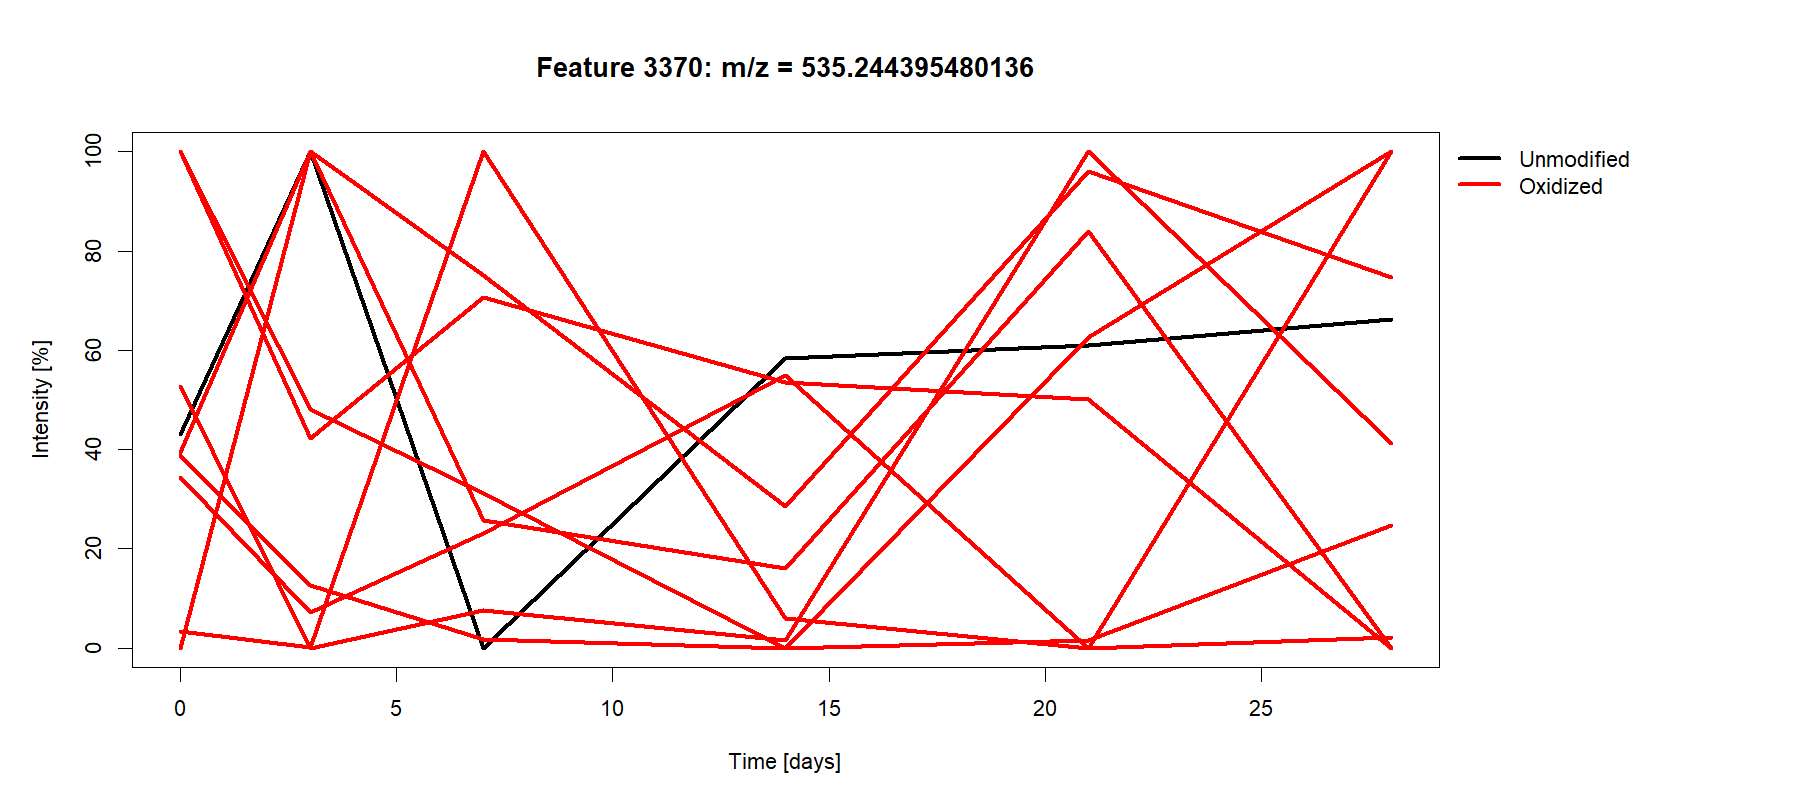 Feature 3370: m/z = 535.244395480136
Unmodified
Oxidized
Intensity [%]
100
80
60
40
20
0
0 5 10 15 20 25
Time [days]